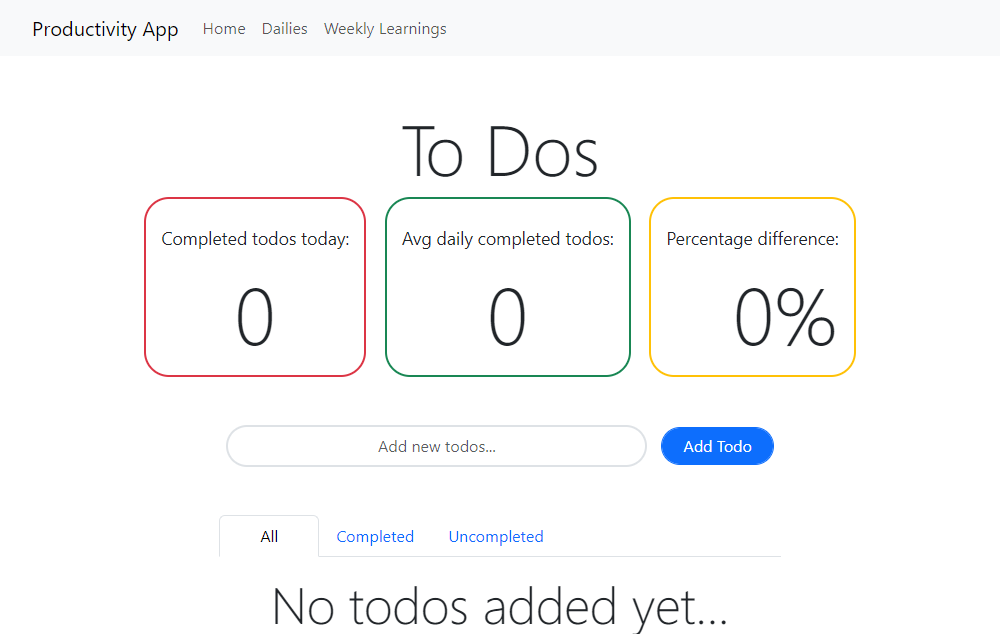 Productivity App Home Dailies Weekly Learnings
To Dos
Completed todos today: Avg daily completed todos: Percentage difference:
0 0 0%
Add new todos... Add Todo
All Completed Uncompleted
No todos added yet...